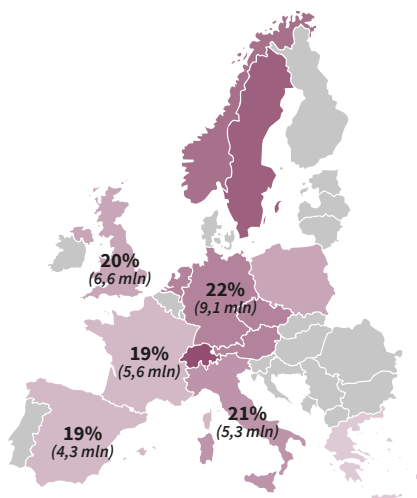 20%
(6,6 mln)
22%
(9,1 mln)
19%
(5,6 mln)
21%
(5,3 mln)
19%
(4,3 mln)